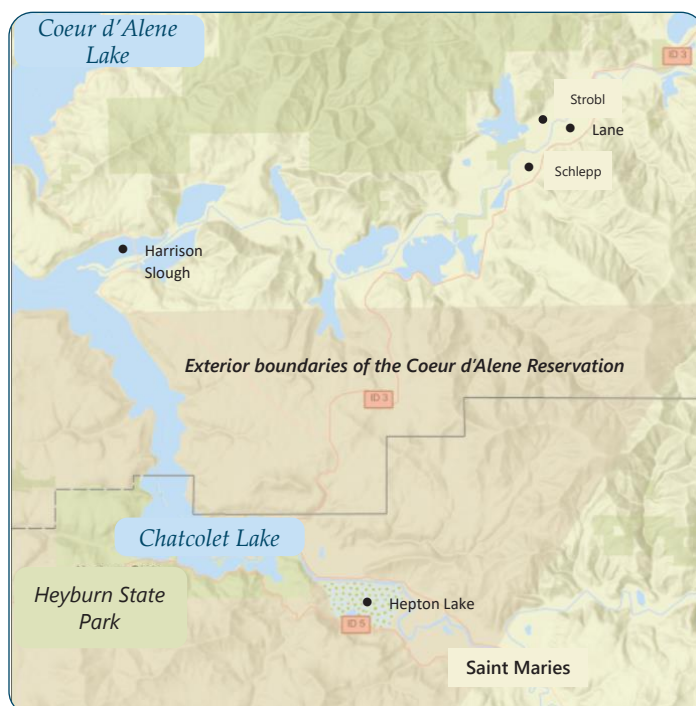 Coeur d'Alene
Lake
ID 3
Strobl
Lane
Schlepp
Harrison
Slough
Exterior boundaries of the Coeur d'Alene Reservation
ID 3
Chatcolet Lake
Heyburn State
Park
Hepton Lake
ID 5
Saint Maries